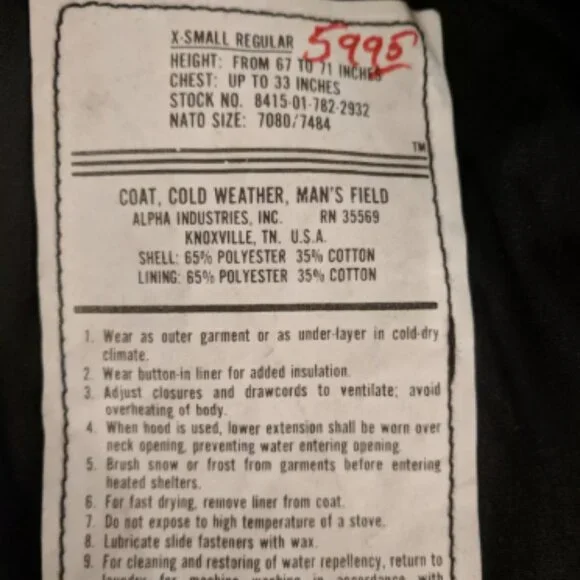 X-SMALL REGULAR 5995
HEIGHT: FROM 67 TO 71 INCHES
CHEST: UP TO 33 INCHES
STOCK NO. 8415-01-782-2932
NATO SIZE: 7080/7484
TM
COAT, COLD WEATHER, MAN'S FIELD
ALPHA INDUSTRIES, INC. RN 35569
KNOXVILLE, TN. U.S.A.
SHELL: 65% POLYESTER 35% COTTON
LINING: 65% POLYESTER 35% COTTON
1. Wear as outer garment or as under-layer in cold-dry
climate.
2. Wear button-in liner for added insulation.
3. Adjust closures and drawcords to ventilate; avoid
overheating of body.
4. When hood is used, lower extension shall be worn over
neck opening, preventing water entering opening.
5. Brush snow or frost from garments before entering
heated shelters.
6. For fast drying, remove liner from coat.
7. Do not expose to high temperature of a stove.
8. Lubricate slide fasteners with wax.
9. For cleaning and restoring of water repellency, return to
laundry for machine washing in accordance with